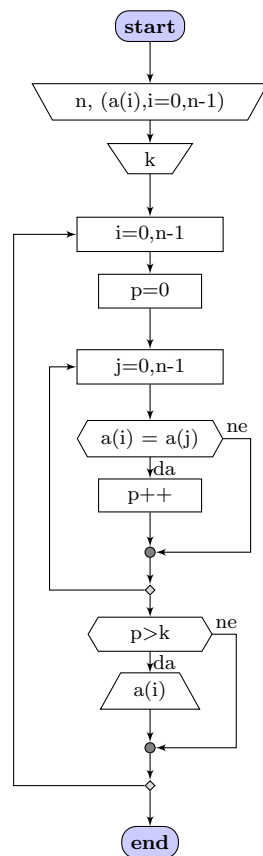 start
n, (a(i),i=0,n-1)
k
i=0,n-1
p=0
j=0,n-1
a(i) = a(j)
ne
da
p++
p>k
ne
da
a(i)
end